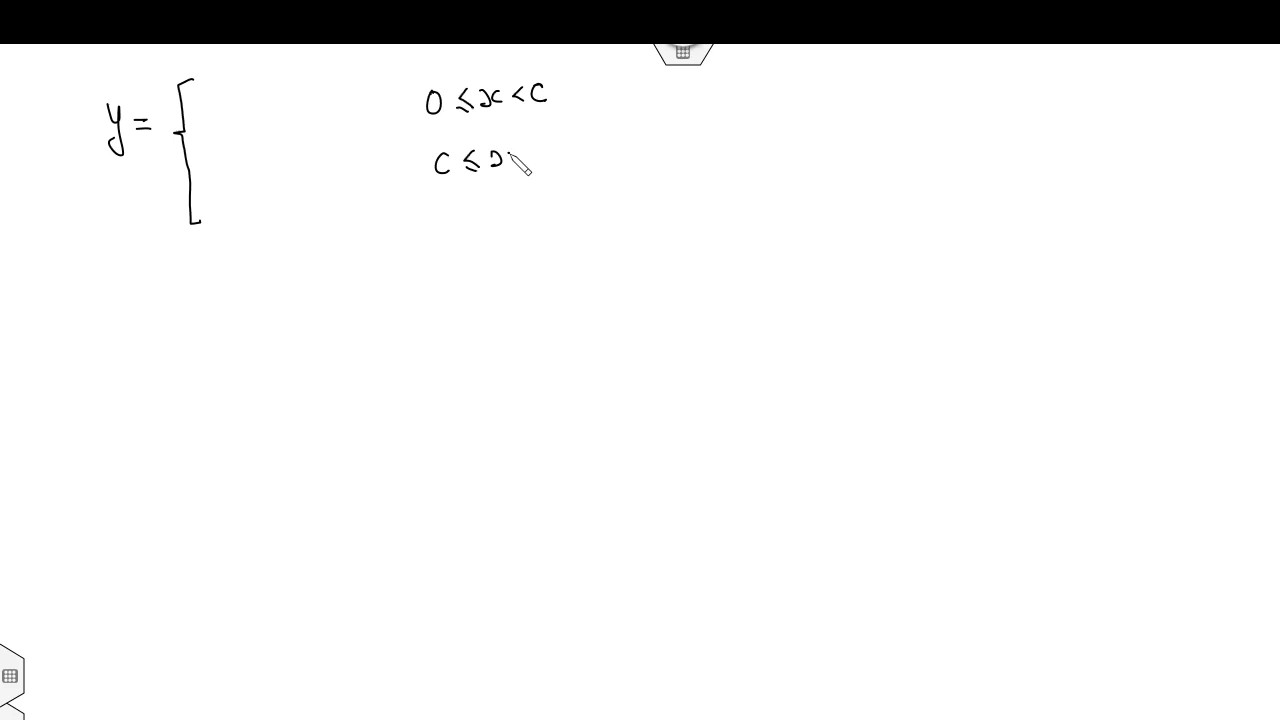 y = {
0 ≤ x < c
c ≤ x